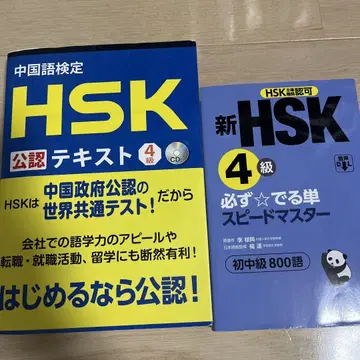 中国語検定
HSK
公認 テキスト 4級 CD
HSKは 中国政府公認の
世界共通テスト! だから
会社での語学力のアピールや
転職・就職活動、留学にも断然有利!
はじめるなら公認!
HSK 認可
新HSK
4級
音声
DL
必ず☆でる単
スピードマスター
初中級800語